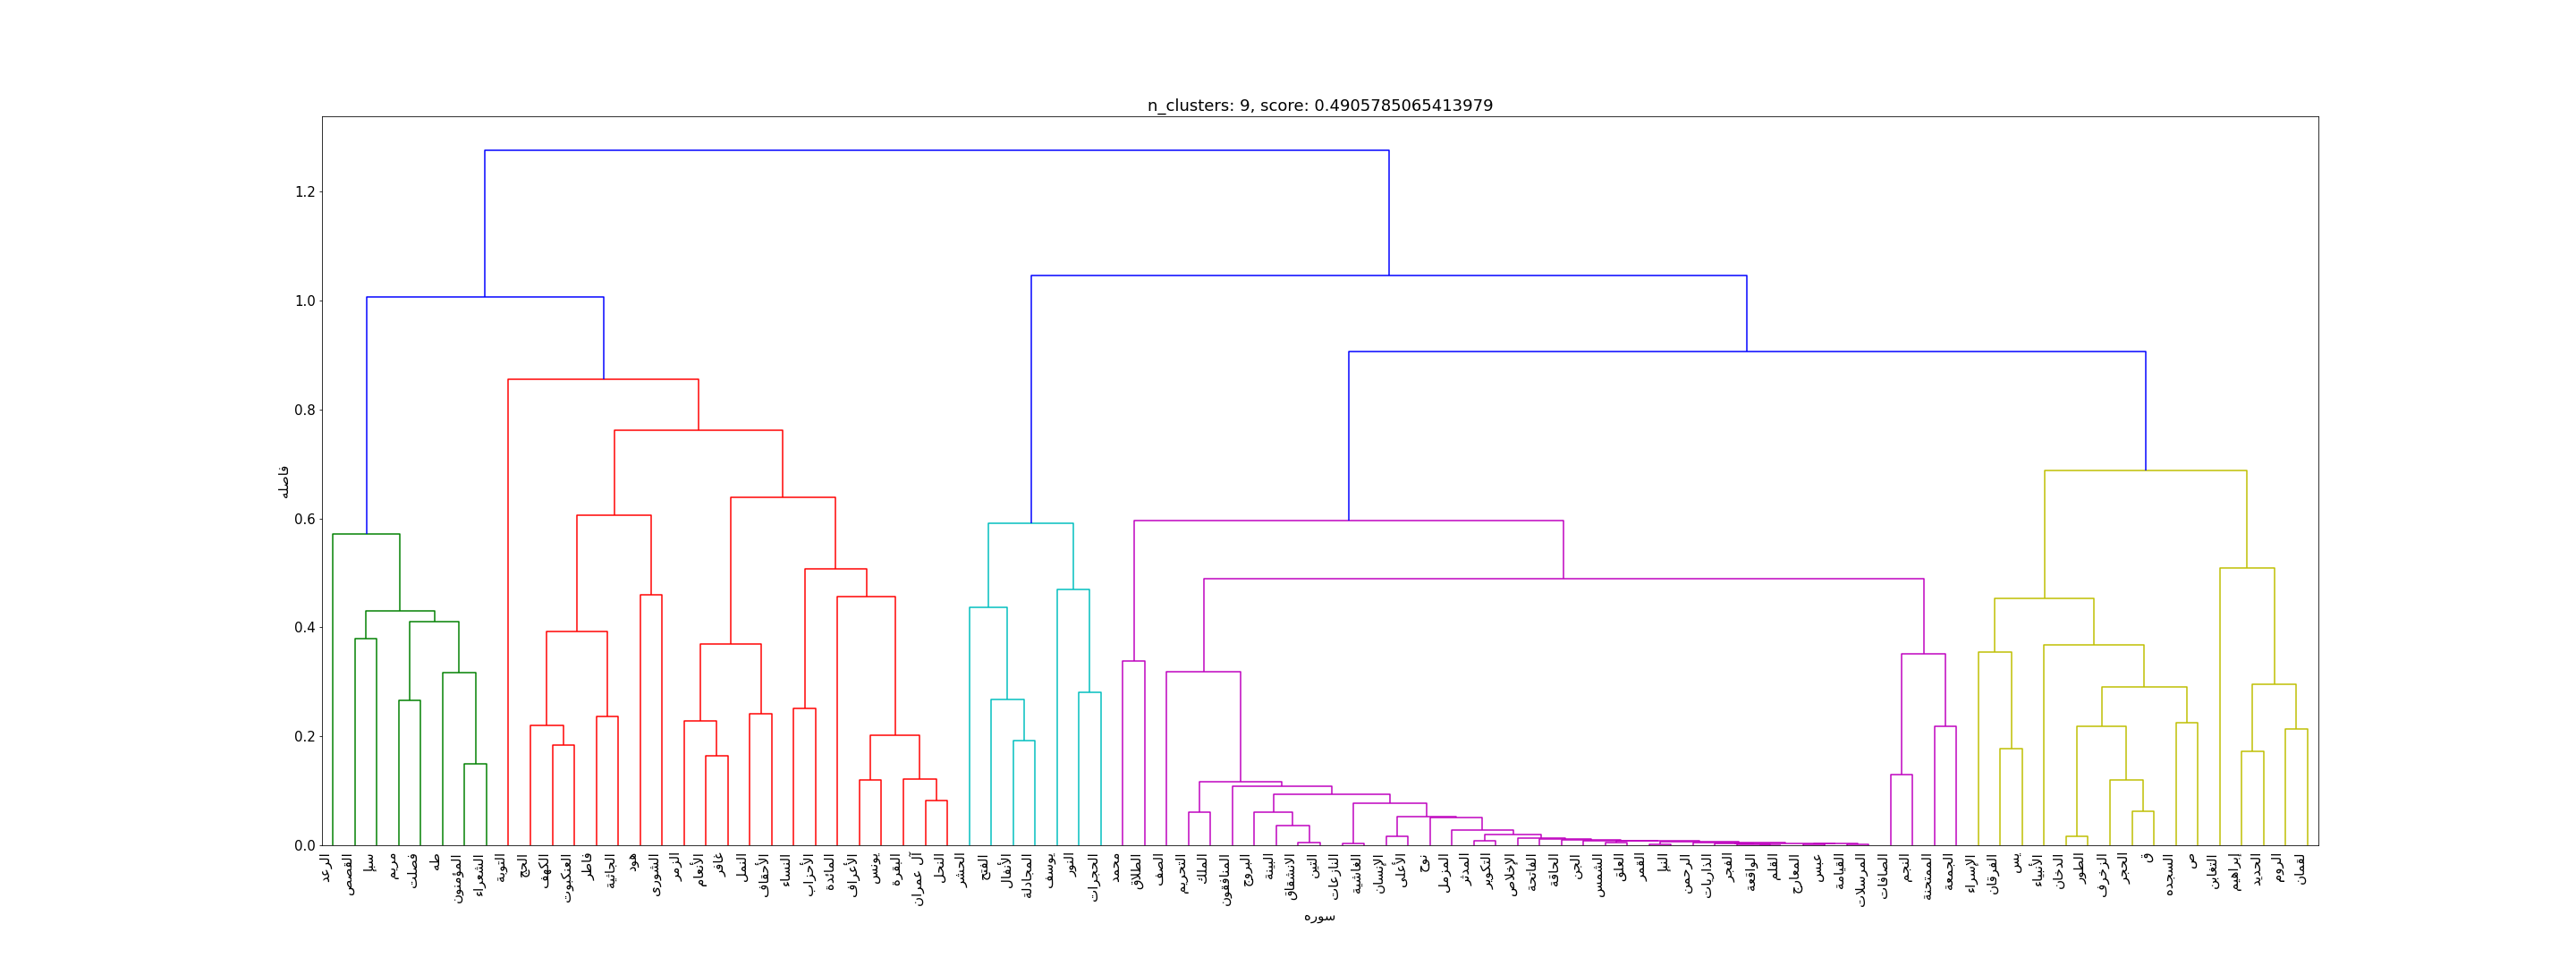 n_clusters: 9, score: 0.4905785065413979
1.2
1.0
0.8
0.6
0.4
0.2
0.0
فاصله
الرعد
القصص
سبإ
مريم
فصلت
طه
المؤمنون
الشعراء
التوبة
الحج
الكهف
العنكبوت
فاطر
الجاثية
هود
الشورى
الزمر
الأنعام
غافر
النمل
الأحقاف
النساء
الأحزاب
المائدة
الأعراف
يونس
البقرة
آل عمران
النحل
الحشر
الفتح
الأنفال
المجادلة
يوسف
النور
الحجرات
محمد
الطلاق
الصف
التحريم
الملك
المنافقون
البروج
البينة
الانشقاق
التين
النازعات
الغاشية
الإنسان
الأعلى
نوح
المزمل
المدثر
التكوير
الإخلاص
الفاتحة
الحاقة
الجن
الشمس
العلق
القمر
النبإ
الرحمن
الذاريات
الفجر
الواقعة
القلم
المعارج
عبس
القيامة
المرسلات
الصافات
النجم
الممتحنة
الجمعة
الإسراء
الفرقان
يس
الأنبياء
الدخان
الطور
الزخرف
الحجر
ق
السجده
ص
التغابن
إبراهيم
الحديد
الروم
لقمان
سوره